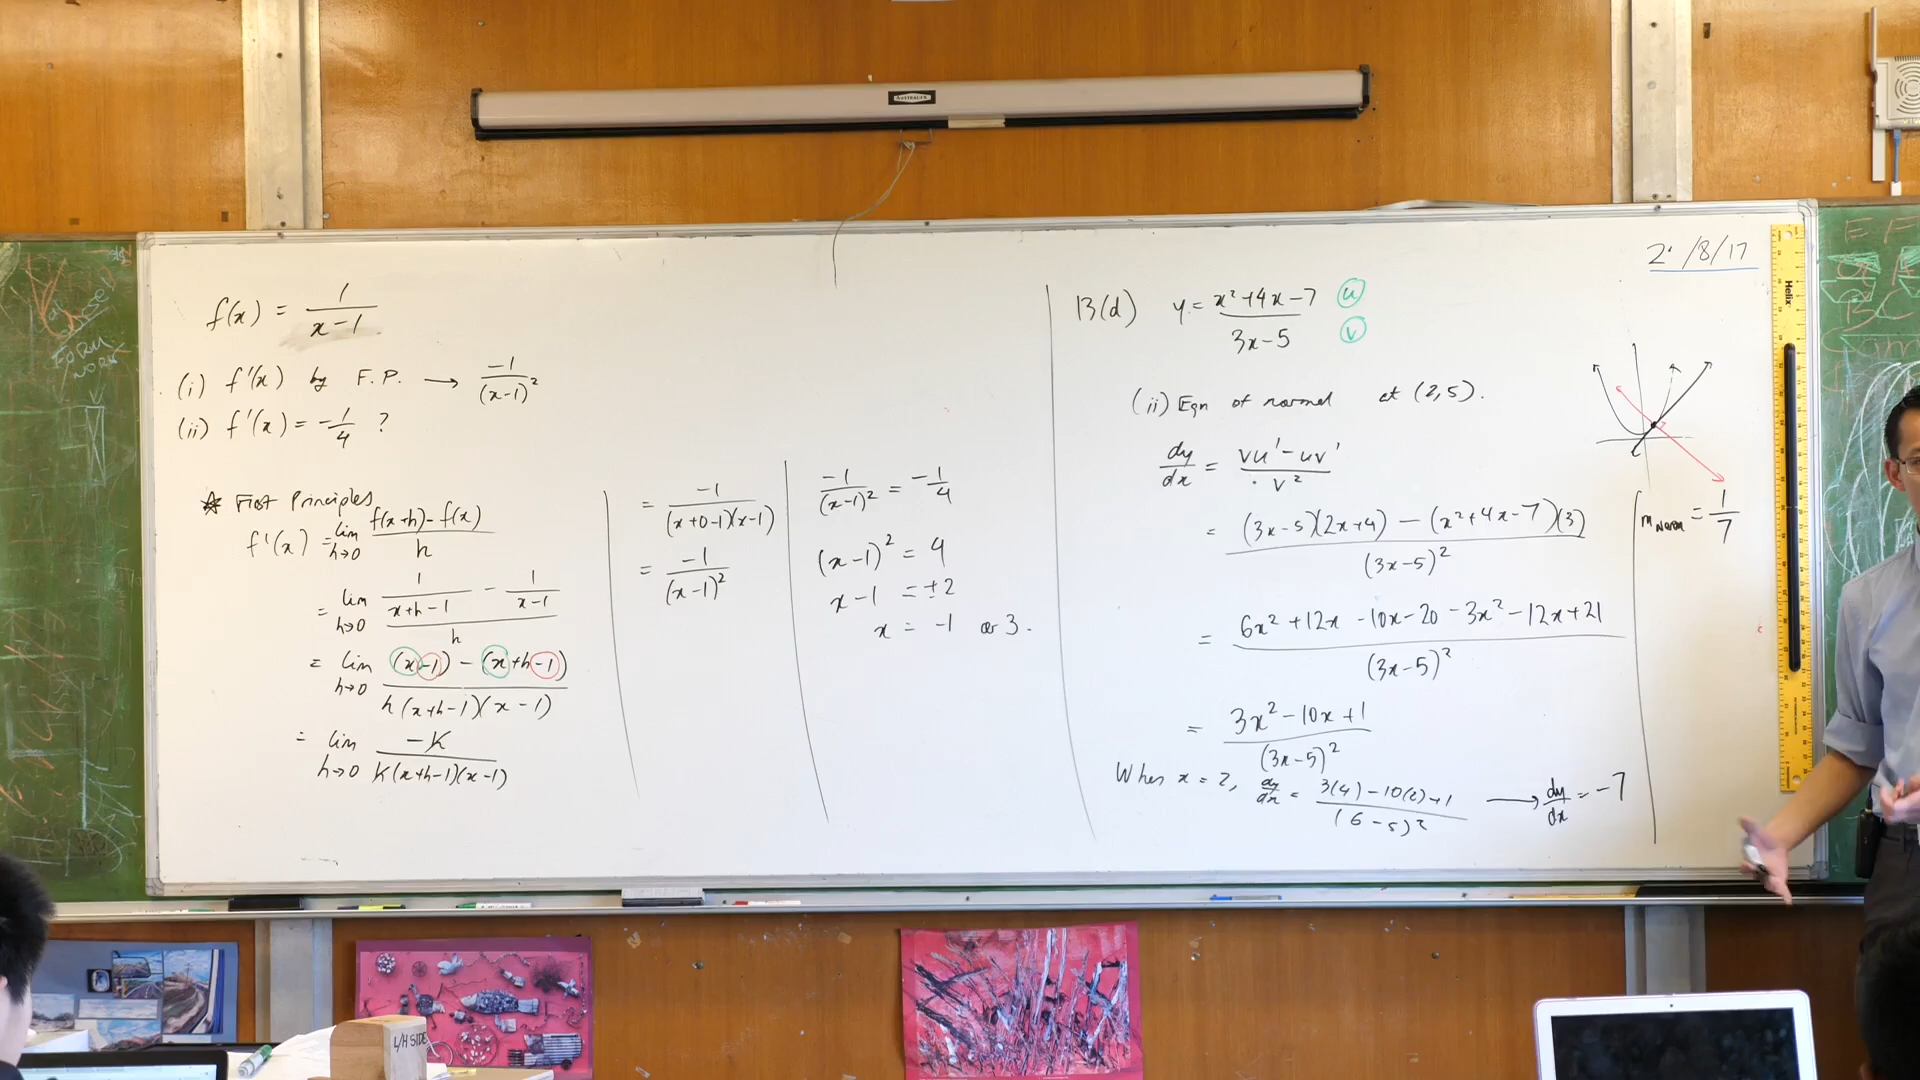 AUSTRALEX
2 /8/17
f(x) = 1/(x-1)
(i) f'(x) by F.P. → -1/(x-1)²
(ii) f'(x) = -1/4 ?
★ First Principles
f'(x) = lim h→0 (f(x+h) - f(x))/h
= lim h→0 (1/(x+h-1) - 1/(x-1))/h
= lim h→0 ((x-1) - (x+h-1))/(h(x+h-1)(x-1))
= lim h→0 -h/(h(x+h-1)(x-1))
= -1/((x+0-1)(x-1))
= -1/(x-1)²
-1/(x-1)² = -1/4
(x-1)² = 4
x-1 = ±2
x = -1 or 3.
13(d) y = (x²+4x-7)/(3x-5) u v
(ii) Eqn of normal at (2,5).
dy/dx = (vu' - uv')/v²
= ((3x-5)(2x+4) - (x²+4x-7)(3))/(3x-5)²
= (6x²+12x-10x-20-3x²-12x+21)/(3x-5)²
= (3x²-10x+1)/(3x-5)²
When x = 2, dy/dx = (3(4)-10(2)+1)/(6-5)² → dy/dx = -7
m norm = 1/7
Helix
FORM
L/H SIDE